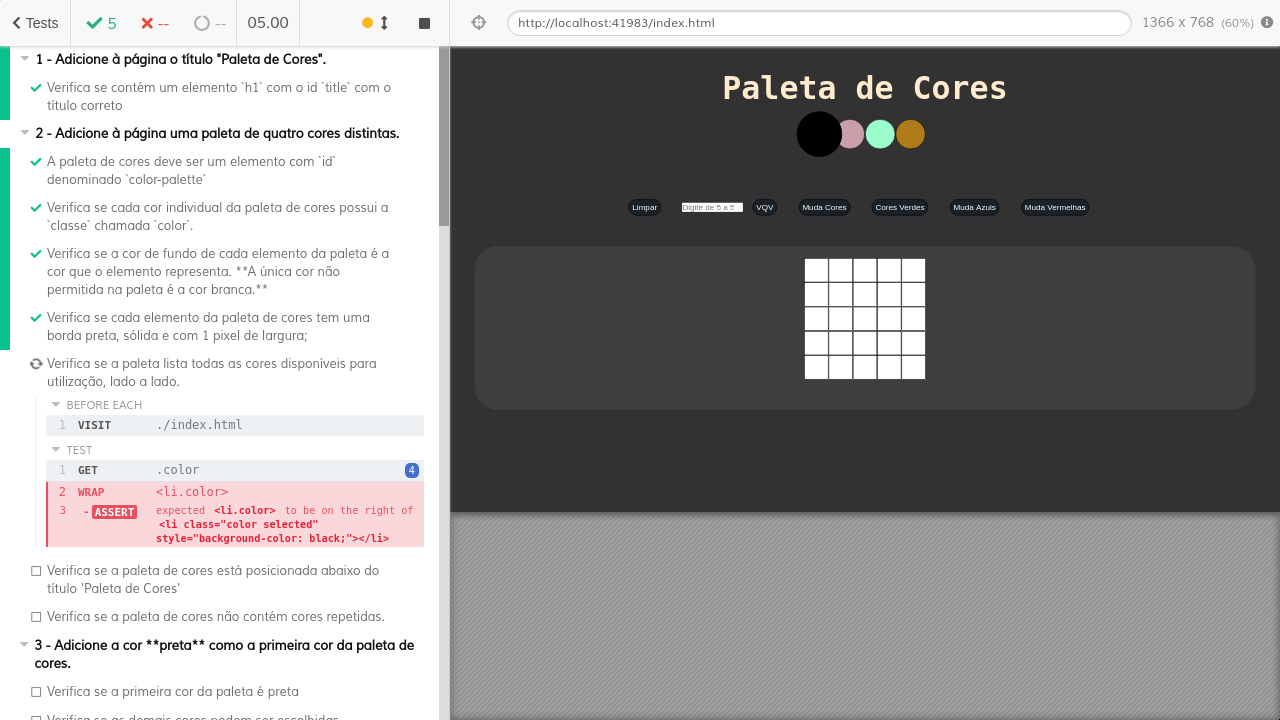 Tests
5
--
--
05.00
http://localhost:41983/index.html
1366 x 768 (60%)
1 - Adicione à página o título "Paleta de Cores".
Verifica se contém um elemento `h1` com o id `title` com o
título correto
2 - Adicione à página uma paleta de quatro cores distintas.
A paleta de cores deve ser um elemento com `id`
denominado `color-palette`
Verifica se cada cor individual da paleta de cores possui a
`classe` chamada `color`.
Verifica se a cor de fundo de cada elemento da paleta é a
cor que o elemento representa. **A única cor não
permitida na paleta é a cor branca.**
Verifica se cada elemento da paleta de cores tem uma
borda preta, sólida e com 1 pixel de largura;
Verifica se a paleta lista todas as cores disponíveis para
utilização, lado a lado.
BEFORE EACH
1 VISIT ./index.html
TEST
1 GET .color 4
2 WRAP <li.color>
3 -ASSERT expected <li.color> to be on the right of
<li class="color selected"
style="background-color: black;"></li>
Verifica se a paleta de cores está posicionada abaixo do
título 'Paleta de Cores'
Verifica se a paleta de cores não contém cores repetidas.
3 - Adicione a cor **preta** como a primeira cor da paleta de
cores.
Verifica se a primeira cor da paleta é preta
Verifica se as demais cores podem ser escolhidas
Paleta de Cores
Limpar
Digite de 5 a 5
VQV
Muda Cores
Cores Verdes
Muda Azuis
Muda Vermelhas